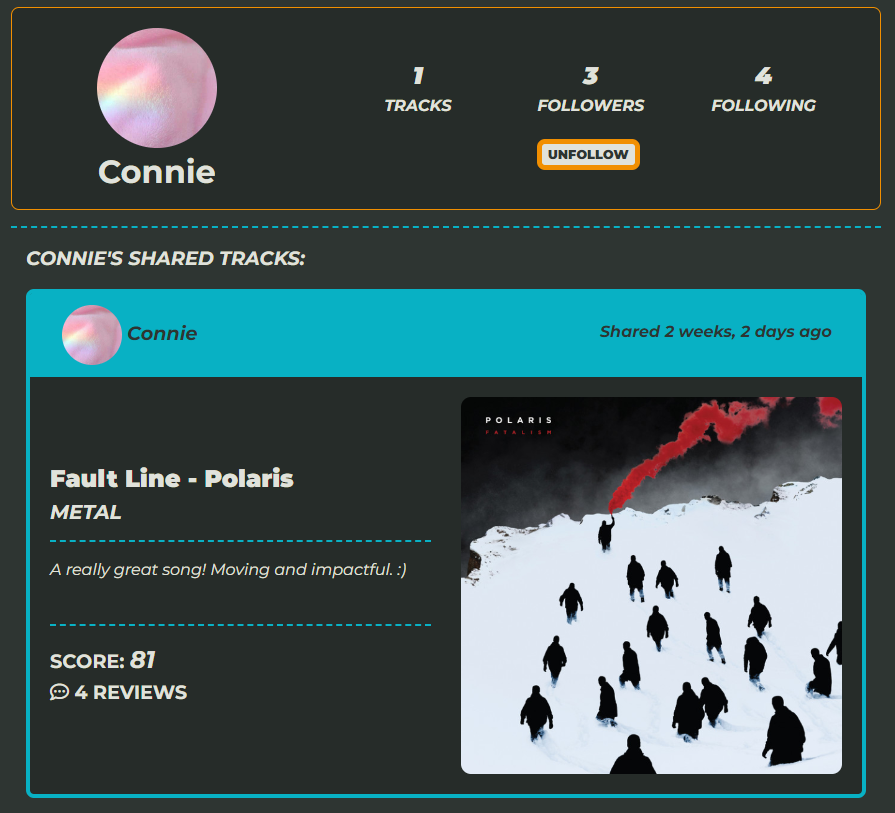 1
3
4
TRACKS
FOLLOWERS
FOLLOWING
UNFOLLOW
Connie
CONNIE'S SHARED TRACKS:
Connie
Shared 2 weeks, 2 days ago
POLARIS
FATALISM
Fault Line - Polaris
METAL
A really great song! Moving and impactful. :)
SCORE: 81
4 REVIEWS